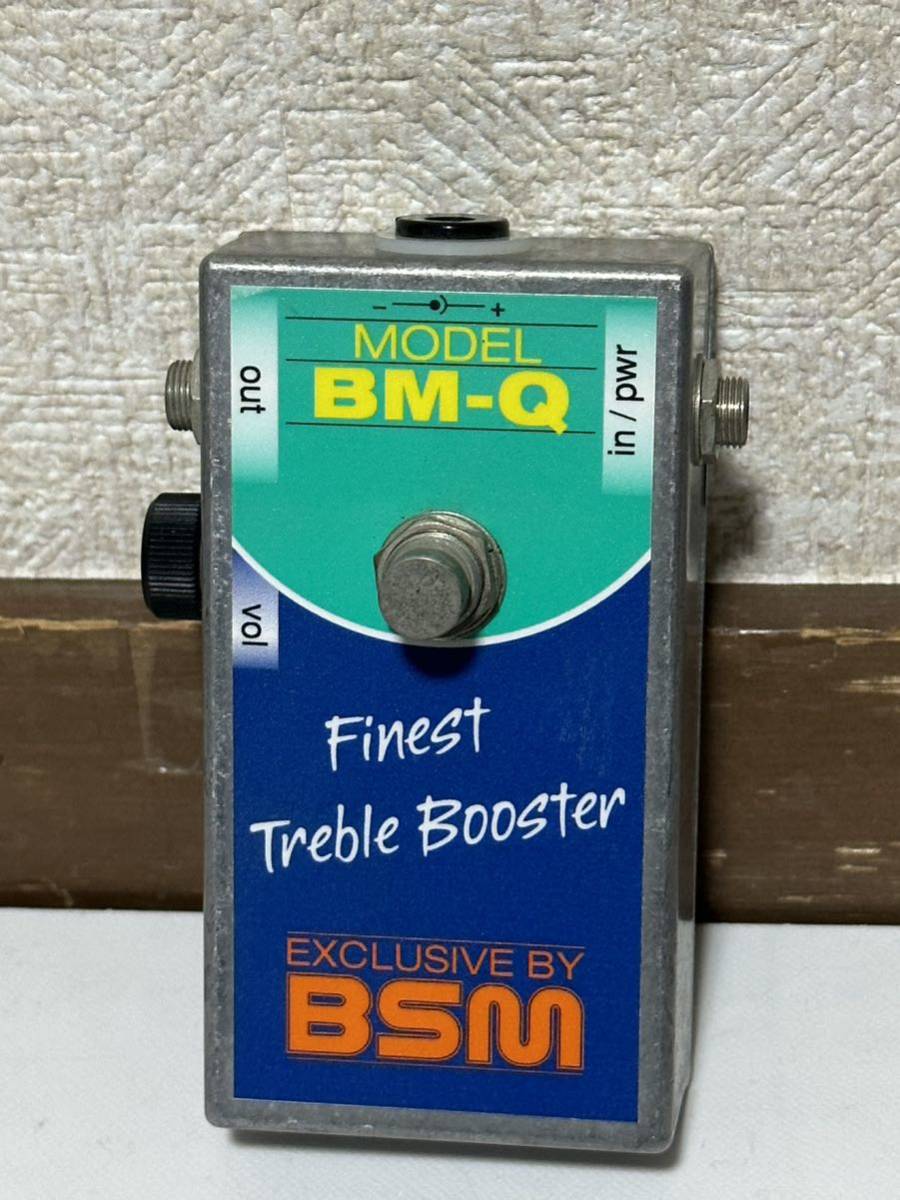 - +
MODEL
BM-Q
out
in / pwr
vol
Finest
Treble Booster
EXCLUSIVE BY
BSM